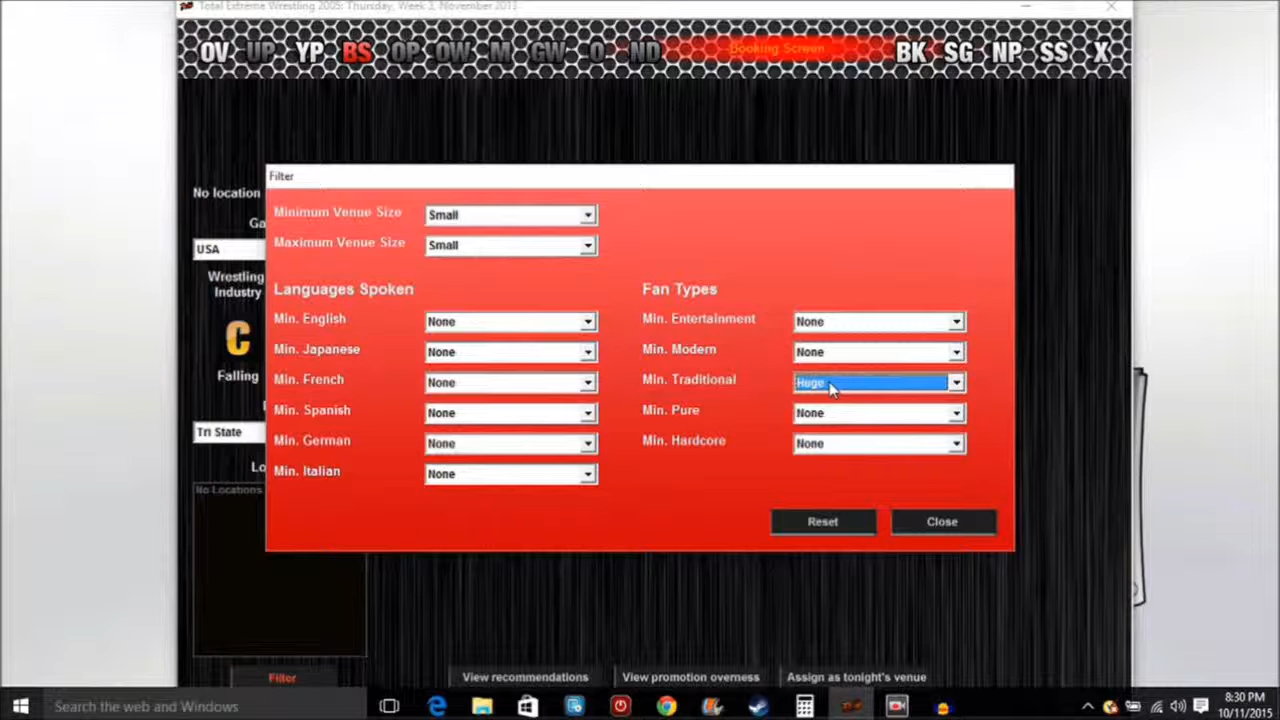 Total Extreme Wrestling 2005: Thursday, Week 3, November 2013
OV UP YP BS OP OW M GW O ND Booking Screen BK SG NP SS X
No location
Ga
USA
Wrestling
Industry
C
Falling
Tri State
Lo
No Locations
Filter
Minimum Venue Size Small
Maximum Venue Size Small
Languages Spoken
Min. English None
Min. Japanese None
Min. French None
Min. Spanish None
Min. German None
Min. Italian None
Fan Types
Min. Entertainment None
Min. Modern None
Min. Traditional Huge
Min. Pure None
Min. Hardcore None
Reset Close
Filter View recommendations View promotion overness Assign as tonight's venue
Search the web and Windows
8:30 PM
10/11/2015